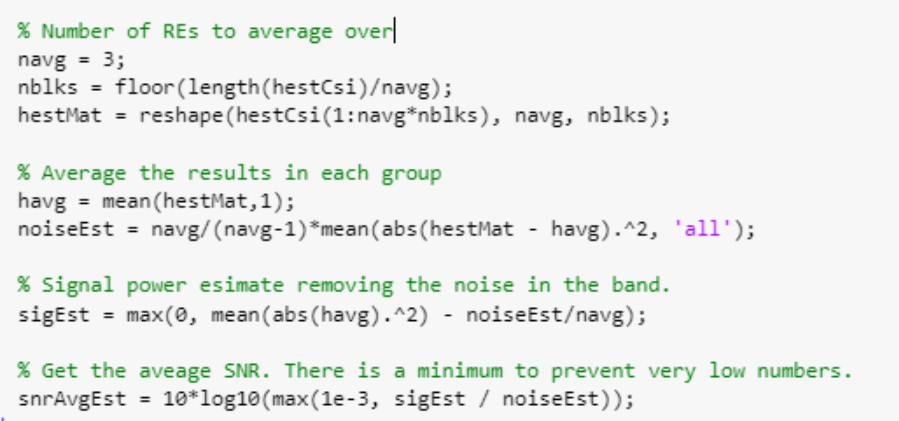 % Number of REs to average over
navg = 3;
nblks = floor(length(hestCsi)/navg);
hestMat = reshape(hestCsi(1:navg*nblks), navg, nblks);
% Average the results in each group
havg = mean(hestMat,1);
noiseEst = navg/(navg-1)*mean(abs(hestMat - havg).^2, 'all');
% Signal power esimate removing the noise in the band.
sigEst = max(0, mean(abs(havg).^2) - noiseEst/navg);
% Get the aveage SNR. There is a minimum to prevent very low numbers.
snrAvgEst = 10*log10(max(1e-3, sigEst / noiseEst));